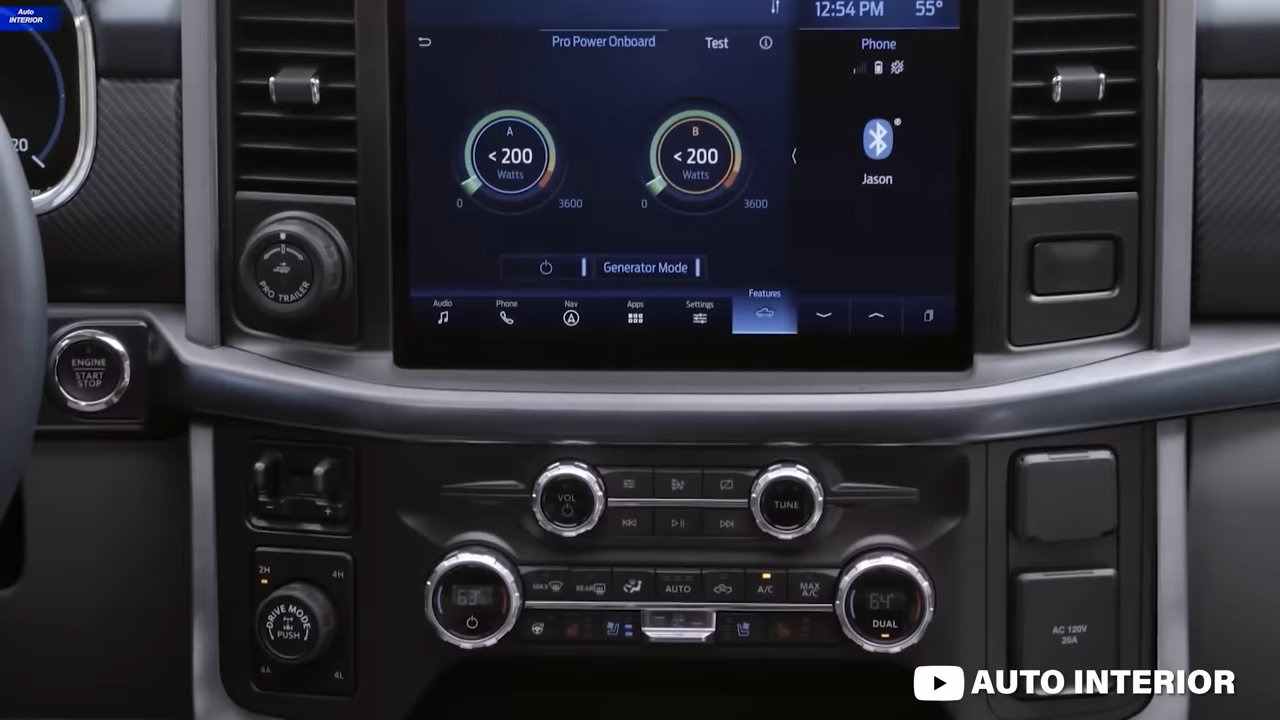 Auto
INTERIOR
12:54 PM 55°
Pro Power Onboard Test
Phone
20
A
< 200
Watts
0 3600
B
< 200
Watts
0 3600
Jason
Generator Mode
Audio Phone Nav Apps Settings Features
PRO TRAILER
ENGINE
START
STOP
VOL
TUNE
+
2H 4H
DRIVE MODE
PUSH
4A 4L
63°
MAX REAR AUTO A/C MAX
A/C
64°
DUAL
AC 120V
20A
AUTO INTERIOR